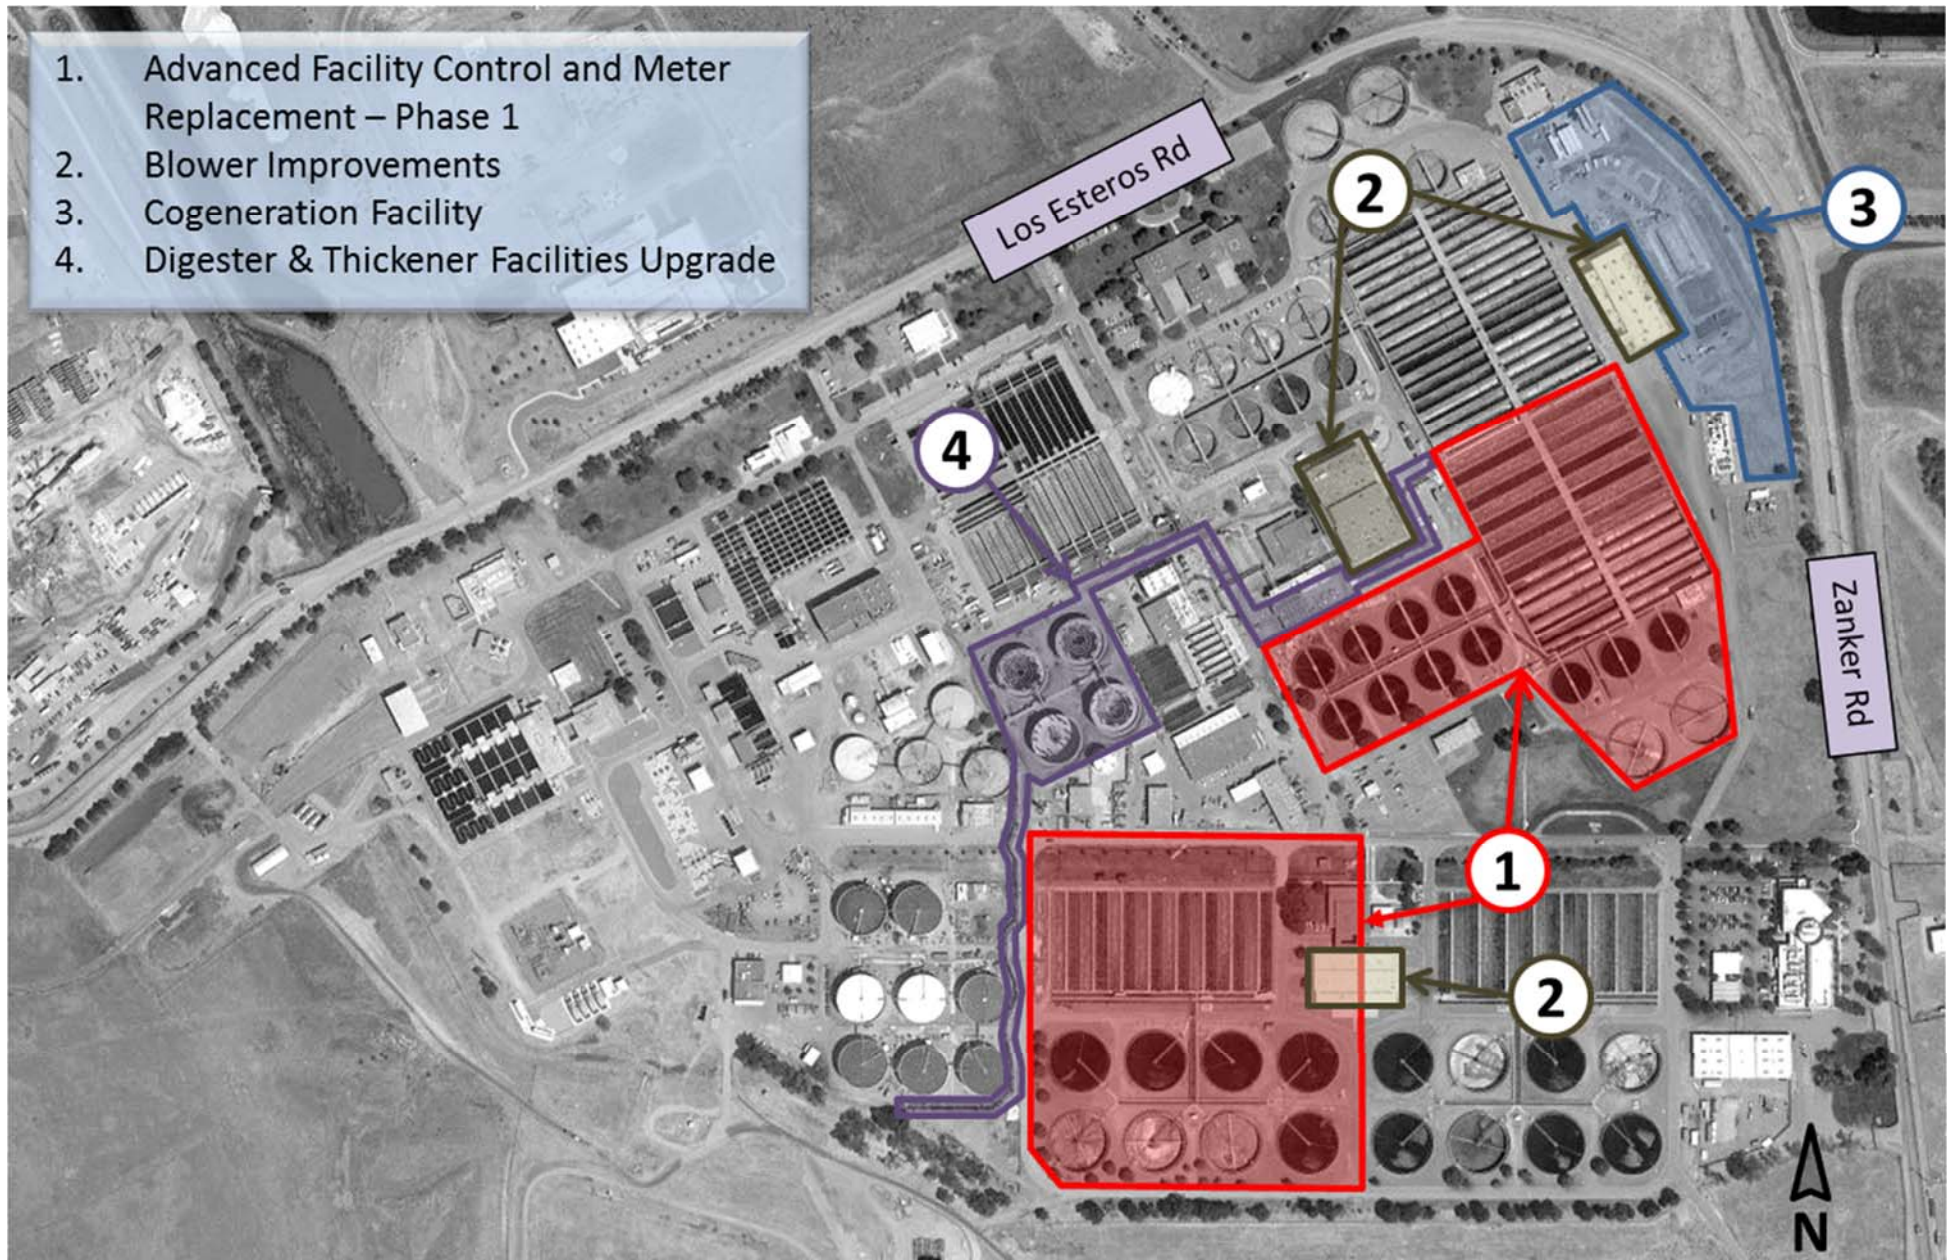 1. Advanced Facility Control and Meter
Replacement – Phase 1
2. Blower Improvements
3. Cogeneration Facility
4. Digester & Thickener Facilities Upgrade
Los Esteros Rd
2
3
4
Zanker Rd
1
2
N